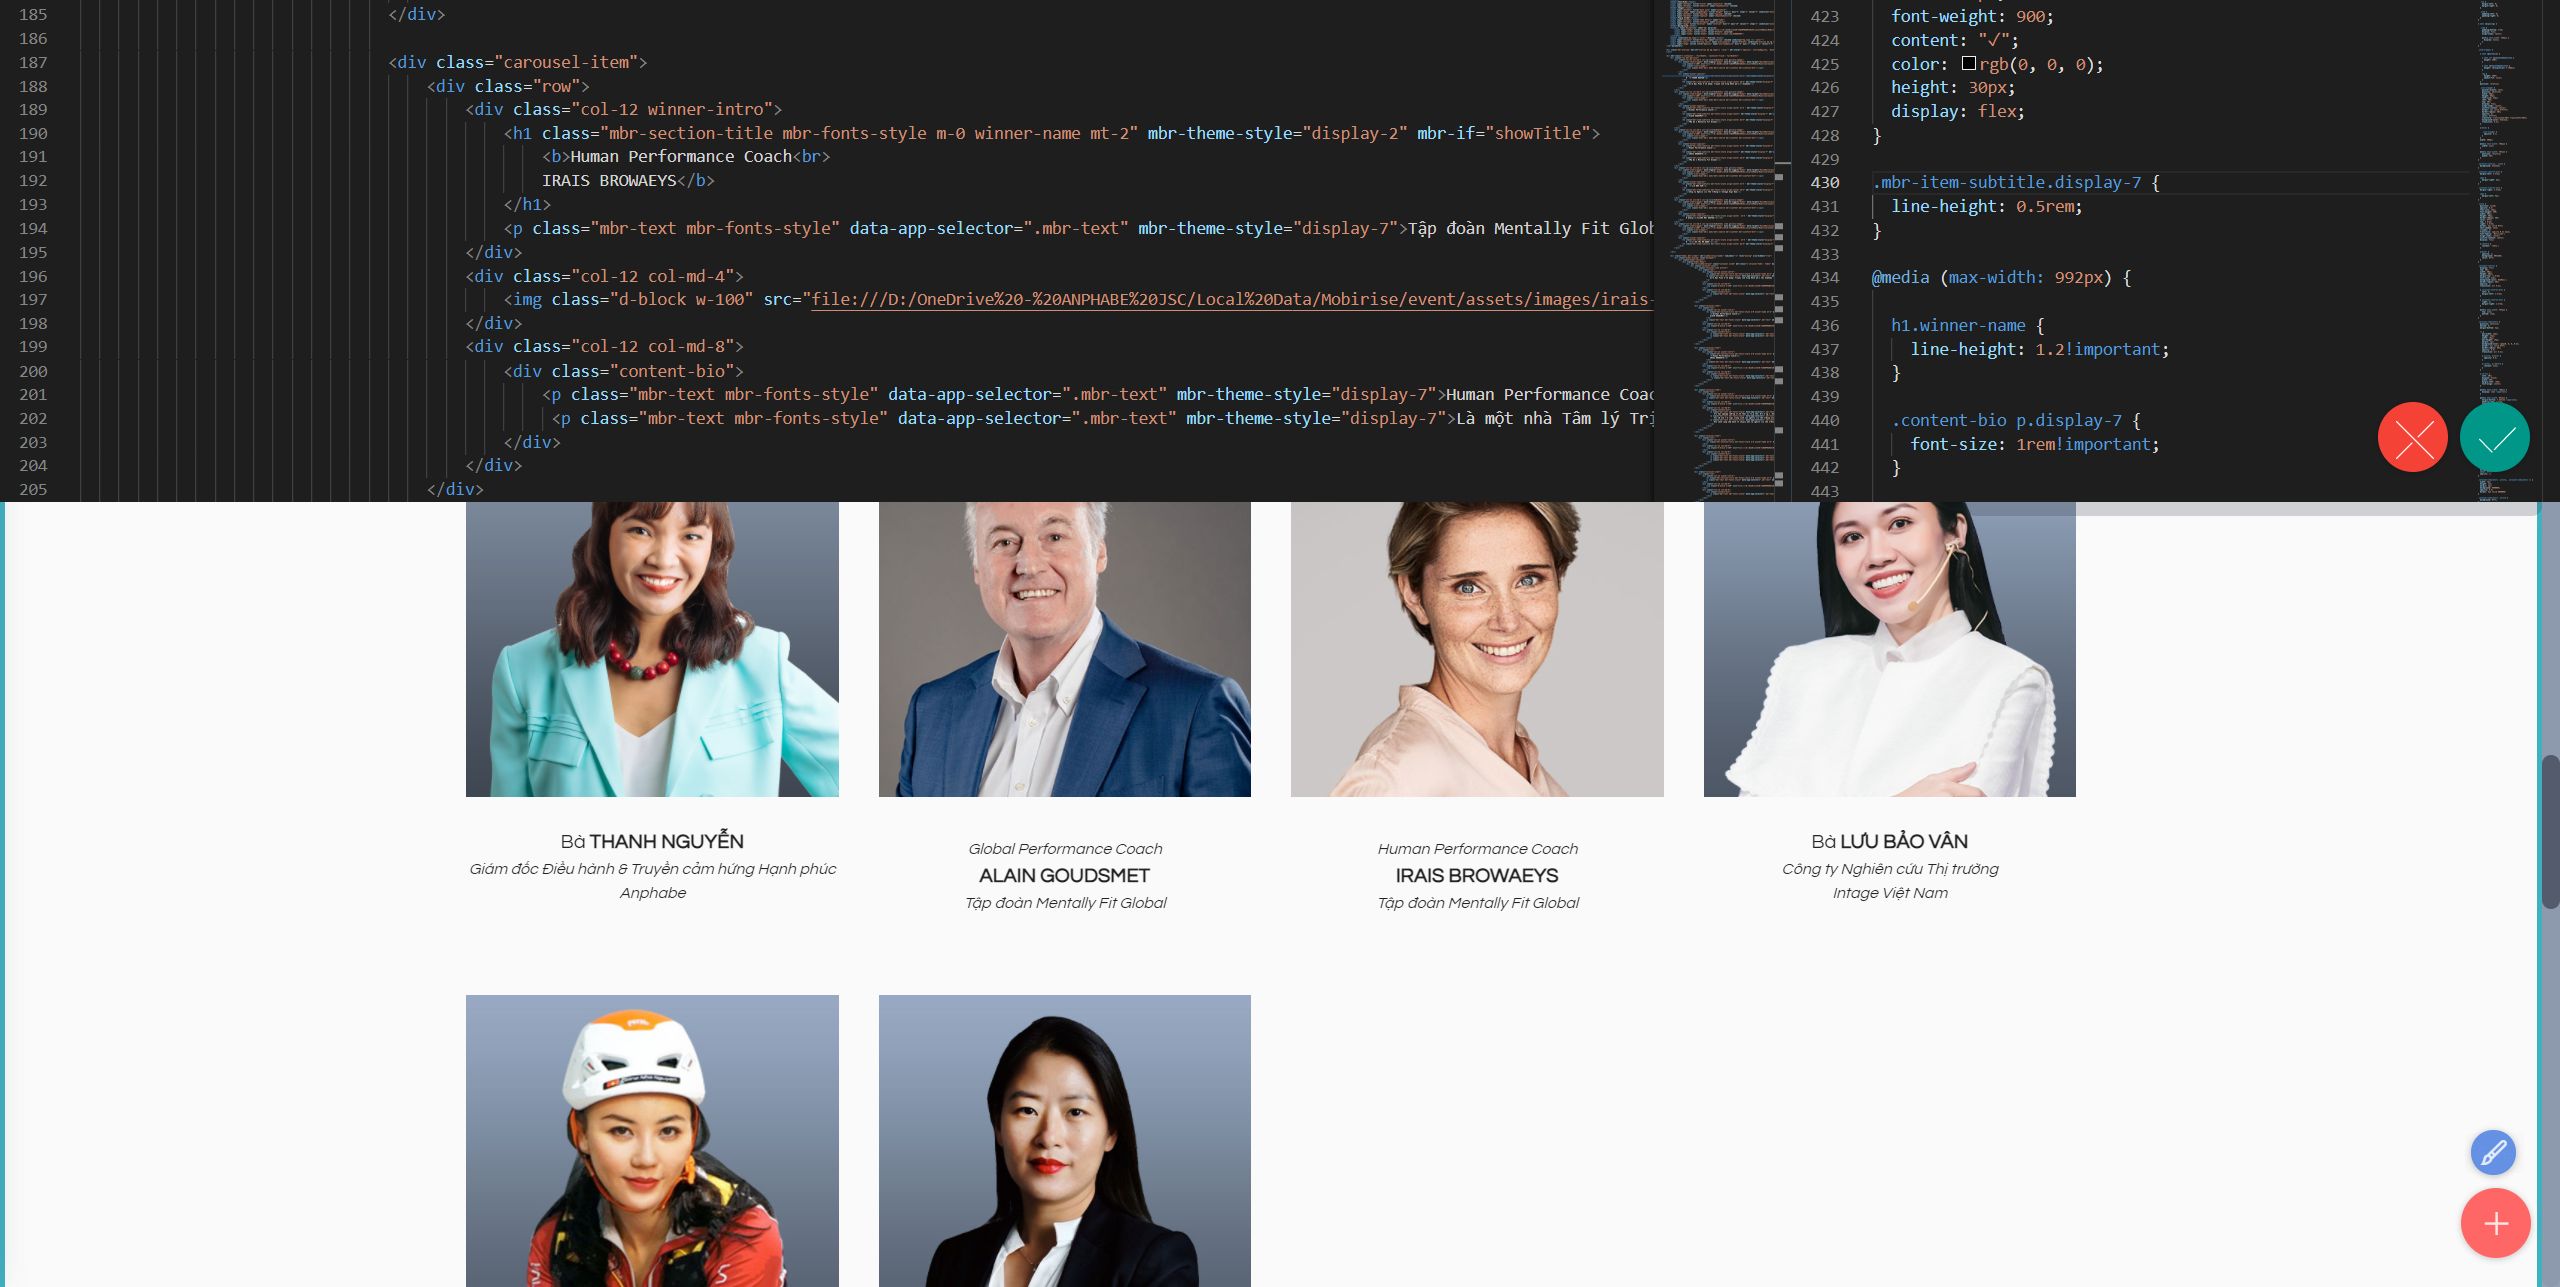 185 </div>
186
187 <div class="carousel-item">
188 <div class="row">
189 <div class="col-12 winner-intro">
190 <h1 class="mbr-section-title mbr-fonts-style m-0 winner-name mt-2" mbr-theme-style="display-2" mbr-if="showTitle">
191 <b>Human Performance Coach<br>
192 IRAIS BROWAEYS</b>
193 </h1>
194 <p class="mbr-text mbr-fonts-style" data-app-selector=".mbr-text" mbr-theme-style="display-7">Tập đoàn Mentally Fit Glob
195 </div>
196 <div class="col-12 col-md-4">
197 <img class="d-block w-100" src="file:///D:/OneDrive%20-%20ANPHABE%20JSC/Local%20Data/Mobirise/event/assets/images/irais-
198 </div>
199 <div class="col-12 col-md-8">
200 <div class="content-bio">
201 <p class="mbr-text mbr-fonts-style" data-app-selector=".mbr-text" mbr-theme-style="display-7">Human Performance Coac
202 <p class="mbr-text mbr-fonts-style" data-app-selector=".mbr-text" mbr-theme-style="display-7">Là một nhà Tâm lý Trị
203 </div>
204 </div>
205 </div>
423 font-weight: 900;
424 content: "✓";
425 color: rgb(0, 0, 0);
426 height: 30px;
427 display: flex;
428 }
429
430 .mbr-item-subtitle.display-7 {
431 line-height: 0.5rem;
432 }
433
434 @media (max-width: 992px) {
435
436 h1.winner-name {
437 line-height: 1.2!important;
438 }
439
440 .content-bio p.display-7 {
441 font-size: 1rem!important;
442 }
443
Bà THANH NGUYỄN
Giám đốc Điều hành & Truyền cảm hứng Hạnh phúc
Anphabe
Global Performance Coach
ALAIN GOUDSMET
Tập đoàn Mentally Fit Global
Human Performance Coach
IRAIS BROWAEYS
Tập đoàn Mentally Fit Global
Bà LƯU BẢO VÂN
Công ty Nghiên cứu Thị trường
Intage Việt Nam